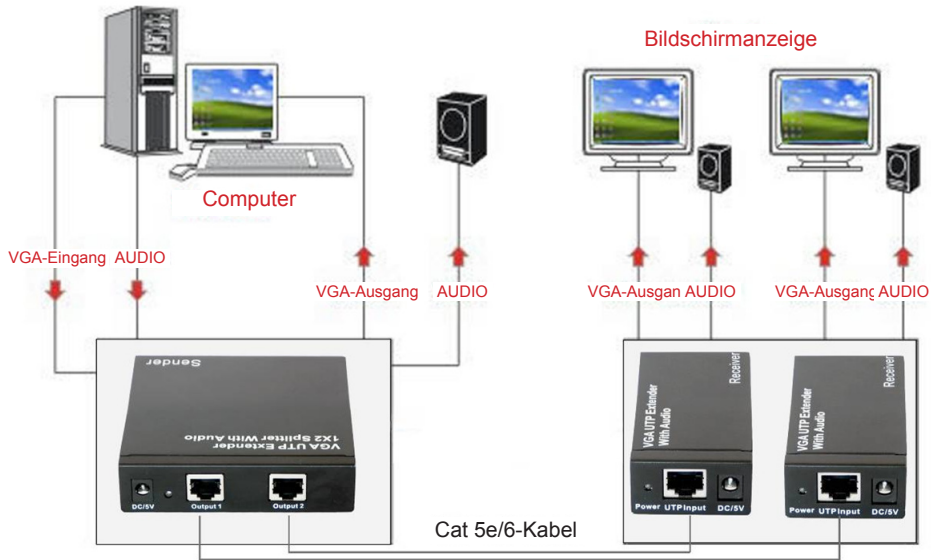 Bildschirmanzeige
Computer
VGA-Eingang AUDIO
VGA-Ausgang AUDIO
VGA-Ausgan AUDIO
VGA-Ausgang AUDIO
Sender
VGA UTP Extender
1X2 Splitter With Audio
DC/5V
Output 1
Output 2
VGA UTP Extender
With Audio
Receiver
Power UTP Input DC/5V
VGA UTP Extender
With Audio
Receiver
Power UTP Input DC/5V
Cat 5e/6-Kabel